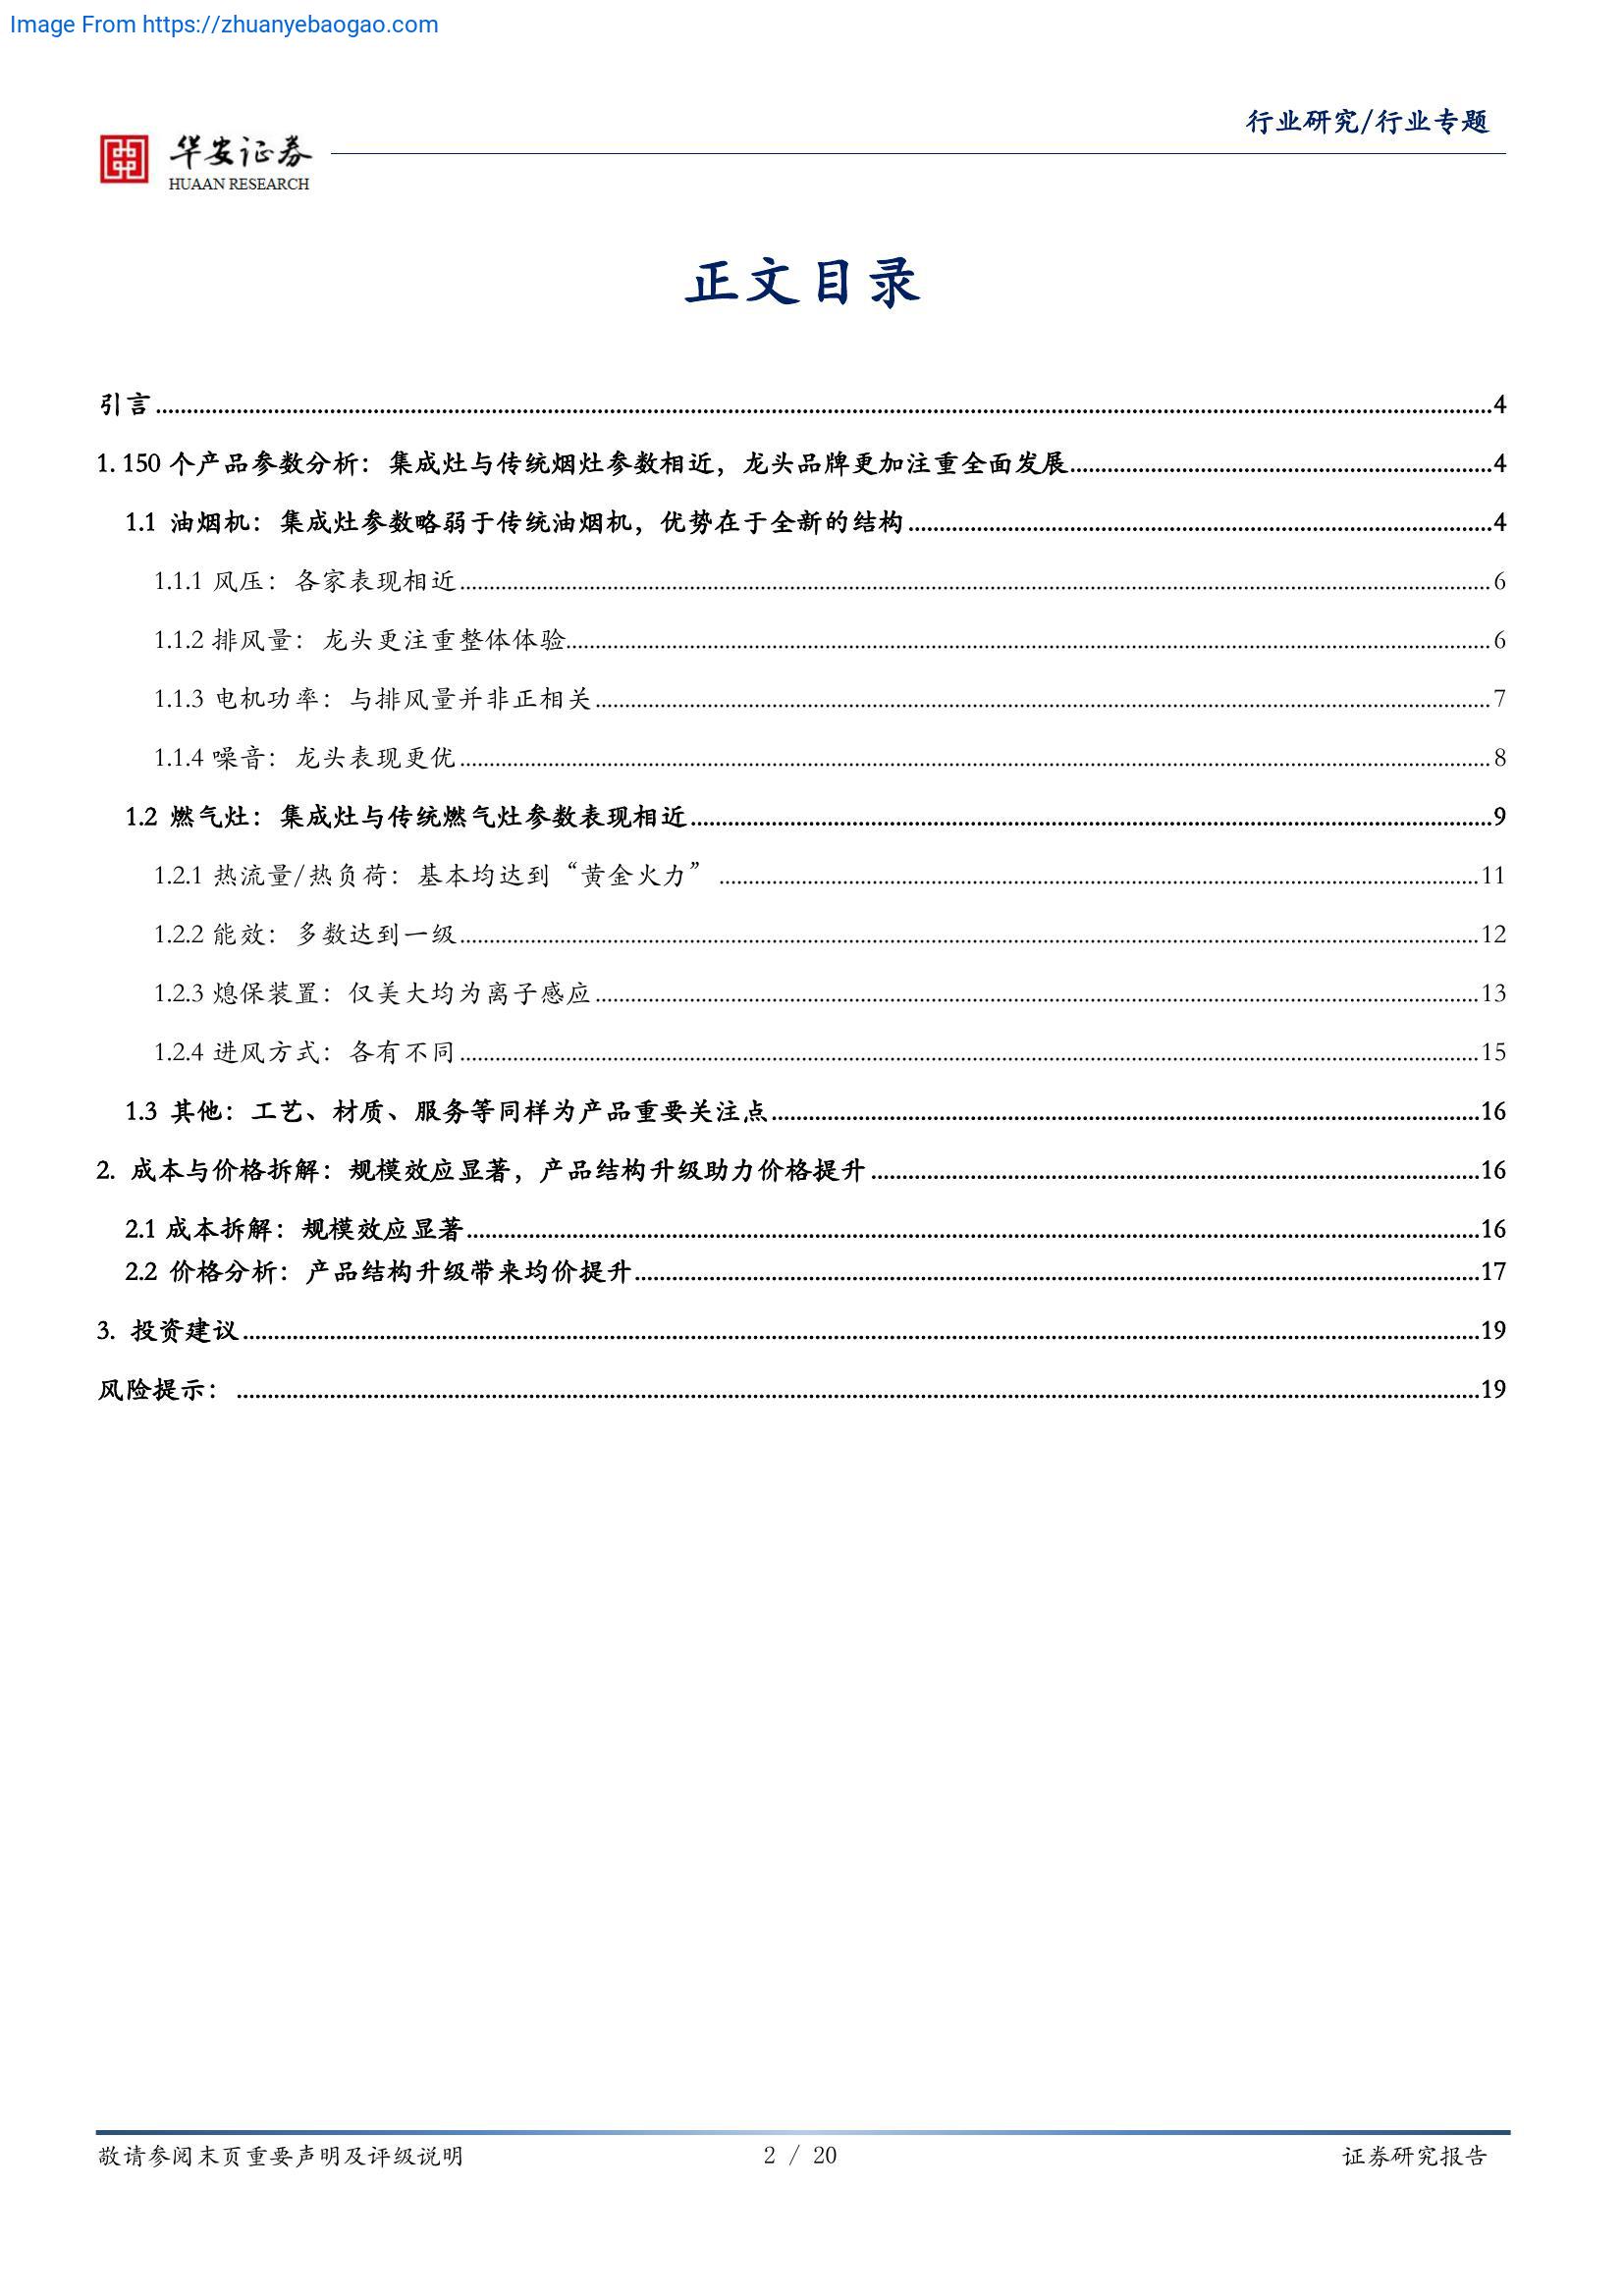 Image From https://zhuanyebaogao.com
行业研究/行业专题
华安证券
HUAAN RESEARCH
正文目录
引言 4
1. 150 个产品参数分析：集成灶与传统烟灶参数相近，龙头品牌更加注重全面发展 4
1.1 油烟机：集成灶参数略弱于传统油烟机，优势在于全新的结构 4
1.1.1 风压：各家表现相近 6
1.1.2 排风量：龙头更注重整体体验 6
1.1.3 电机功率：与排风量并非正相关 7
1.1.4 噪音：龙头表现更优 8
1.2 燃气灶：集成灶与传统燃气灶参数表现相近 9
1.2.1 热流量/热负荷：基本均达到“黄金火力” 11
1.2.2 能效：多数达到一级 12
1.2.3 熄保装置：仅美大均为离子感应 13
1.2.4 进风方式：各有不同 15
1.3 其他：工艺、材质、服务等同样为产品重要关注点 16
2. 成本与价格拆解：规模效应显著，产品结构升级助力价格提升 16
2.1 成本拆解：规模效应显著 16
2.2 价格分析：产品结构升级带来均价提升 17
3. 投资建议 19
风险提示： 19
敬请参阅末页重要声明及评级说明 2 / 20 证券研究报告